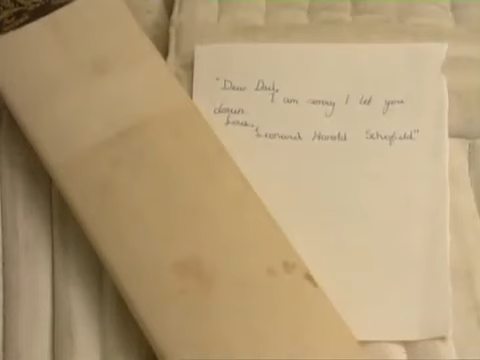 "Dear Dad,
I am sorry I let you
down.
Love,
Leonard Harold Schofield"